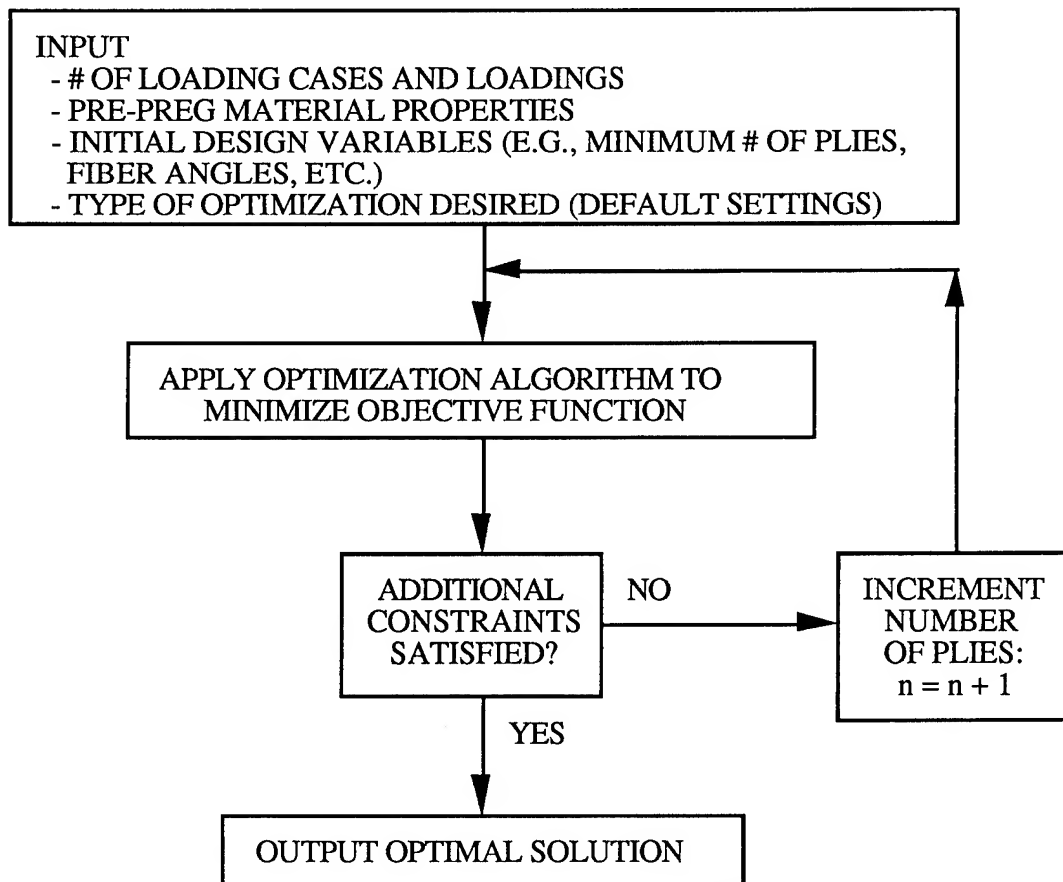 INPUT
- # OF LOADING CASES AND LOADINGS
- PRE-PREG MATERIAL PROPERTIES
- INITIAL DESIGN VARIABLES (E.G., MINIMUM # OF PLIES,
FIBER ANGLES, ETC.)
- TYPE OF OPTIMIZATION DESIRED (DEFAULT SETTINGS)
APPLY OPTIMIZATION ALGORITHM TO
MINIMIZE OBJECTIVE FUNCTION
ADDITIONAL
CONSTRAINTS
SATISFIED?
NO
INCREMENT
NUMBER
OF PLIES:
n = n + 1
YES
OUTPUT OPTIMAL SOLUTION